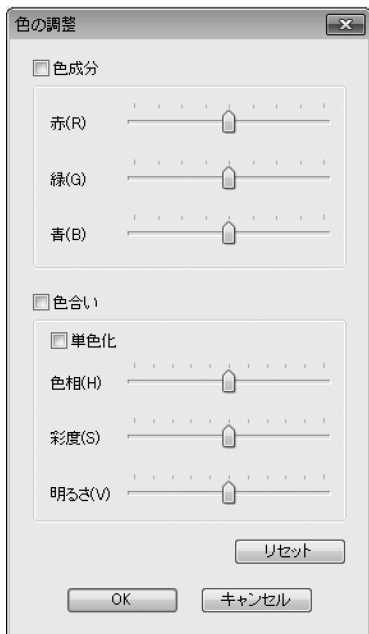 色の調整
色成分
赤(R)
緑(G)
青(B)
色合い
単色化
色相(H)
彩度(S)
明るさ(V)
リセット
OK
キャンセル